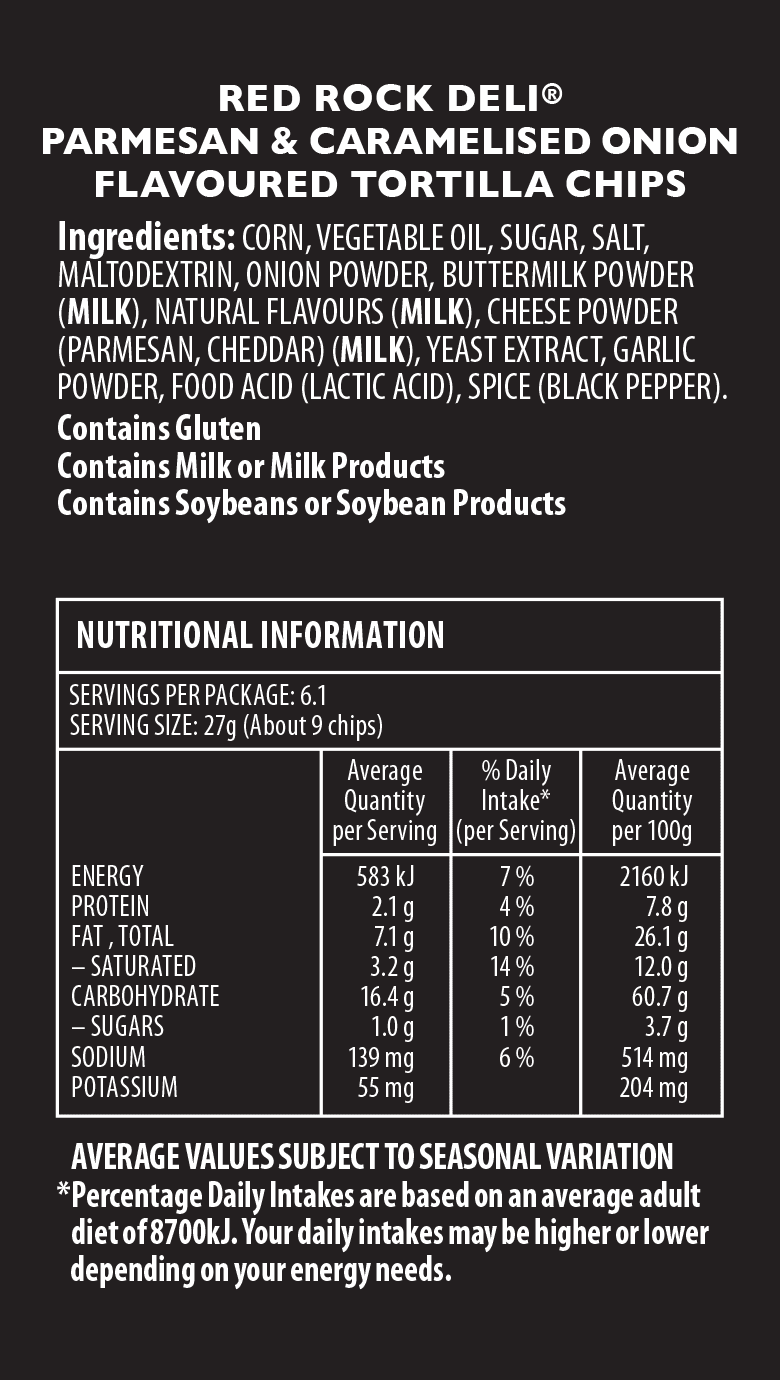 RED ROCK DELI®
PARMESAN & CARAMELISED ONION
FLAVOURED TORTILLA CHIPS
Ingredients: CORN, VEGETABLE OIL, SUGAR, SALT,
MALTODEXTRIN, ONION POWDER, BUTTERMILK POWDER
(MILK), NATURAL FLAVOURS (MILK), CHEESE POWDER
(PARMESAN, CHEDDAR) (MILK), YEAST EXTRACT, GARLIC
POWDER, FOOD ACID (LACTIC ACID), SPICE (BLACK PEPPER).
Contains Gluten
Contains Milk or Milk Products
Contains Soybeans or Soybean Products
NUTRITIONAL INFORMATION
SERVINGS PER PACKAGE: 6.1
SERVING SIZE: 27g (About 9 chips)
Average % Daily Average
Quantity Intake* Quantity
per Serving (per Serving) per 100g
ENERGY 583 kJ 7 % 2160 kJ
PROTEIN 2.1 g 4 % 7.8 g
FAT , TOTAL 7.1 g 10 % 26.1 g
– SATURATED 3.2 g 14 % 12.0 g
CARBOHYDRATE 16.4 g 5 % 60.7 g
– SUGARS 1.0 g 1 % 3.7 g
SODIUM 139 mg 6 % 514 mg
POTASSIUM 55 mg 204 mg
AVERAGE VALUES SUBJECT TO SEASONAL VARIATION
*Percentage Daily Intakes are based on an average adult
diet of 8700kJ. Your daily intakes may be higher or lower
depending on your energy needs.